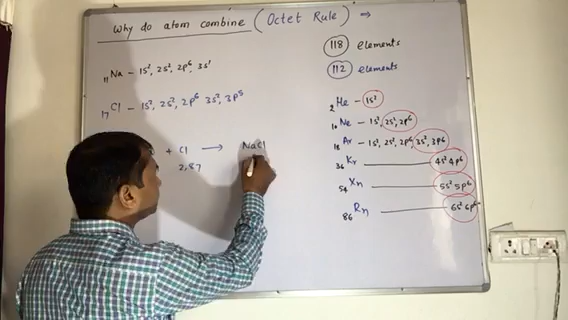 Why do atom combine (Octet Rule) ⇒
₁₁Na – 1s², 2s², 2p⁶, 3s¹
₁₇Cl – 1s², 2s², 2p⁶ 3s², 3p⁵
+ Cl ⟶ NaCl
2,8,7
118 elements
112 elements
₂He – 1s²
₁₀Ne – 1s², 2s², 2p⁶
₁₈Ar – 1s², 2s², 2p⁶, 3s², 3p⁶
₃₆Kr 4s² 4p⁶
₅₄Xn 5s² 5p⁶
₈₆Rn 6s² 6p⁶